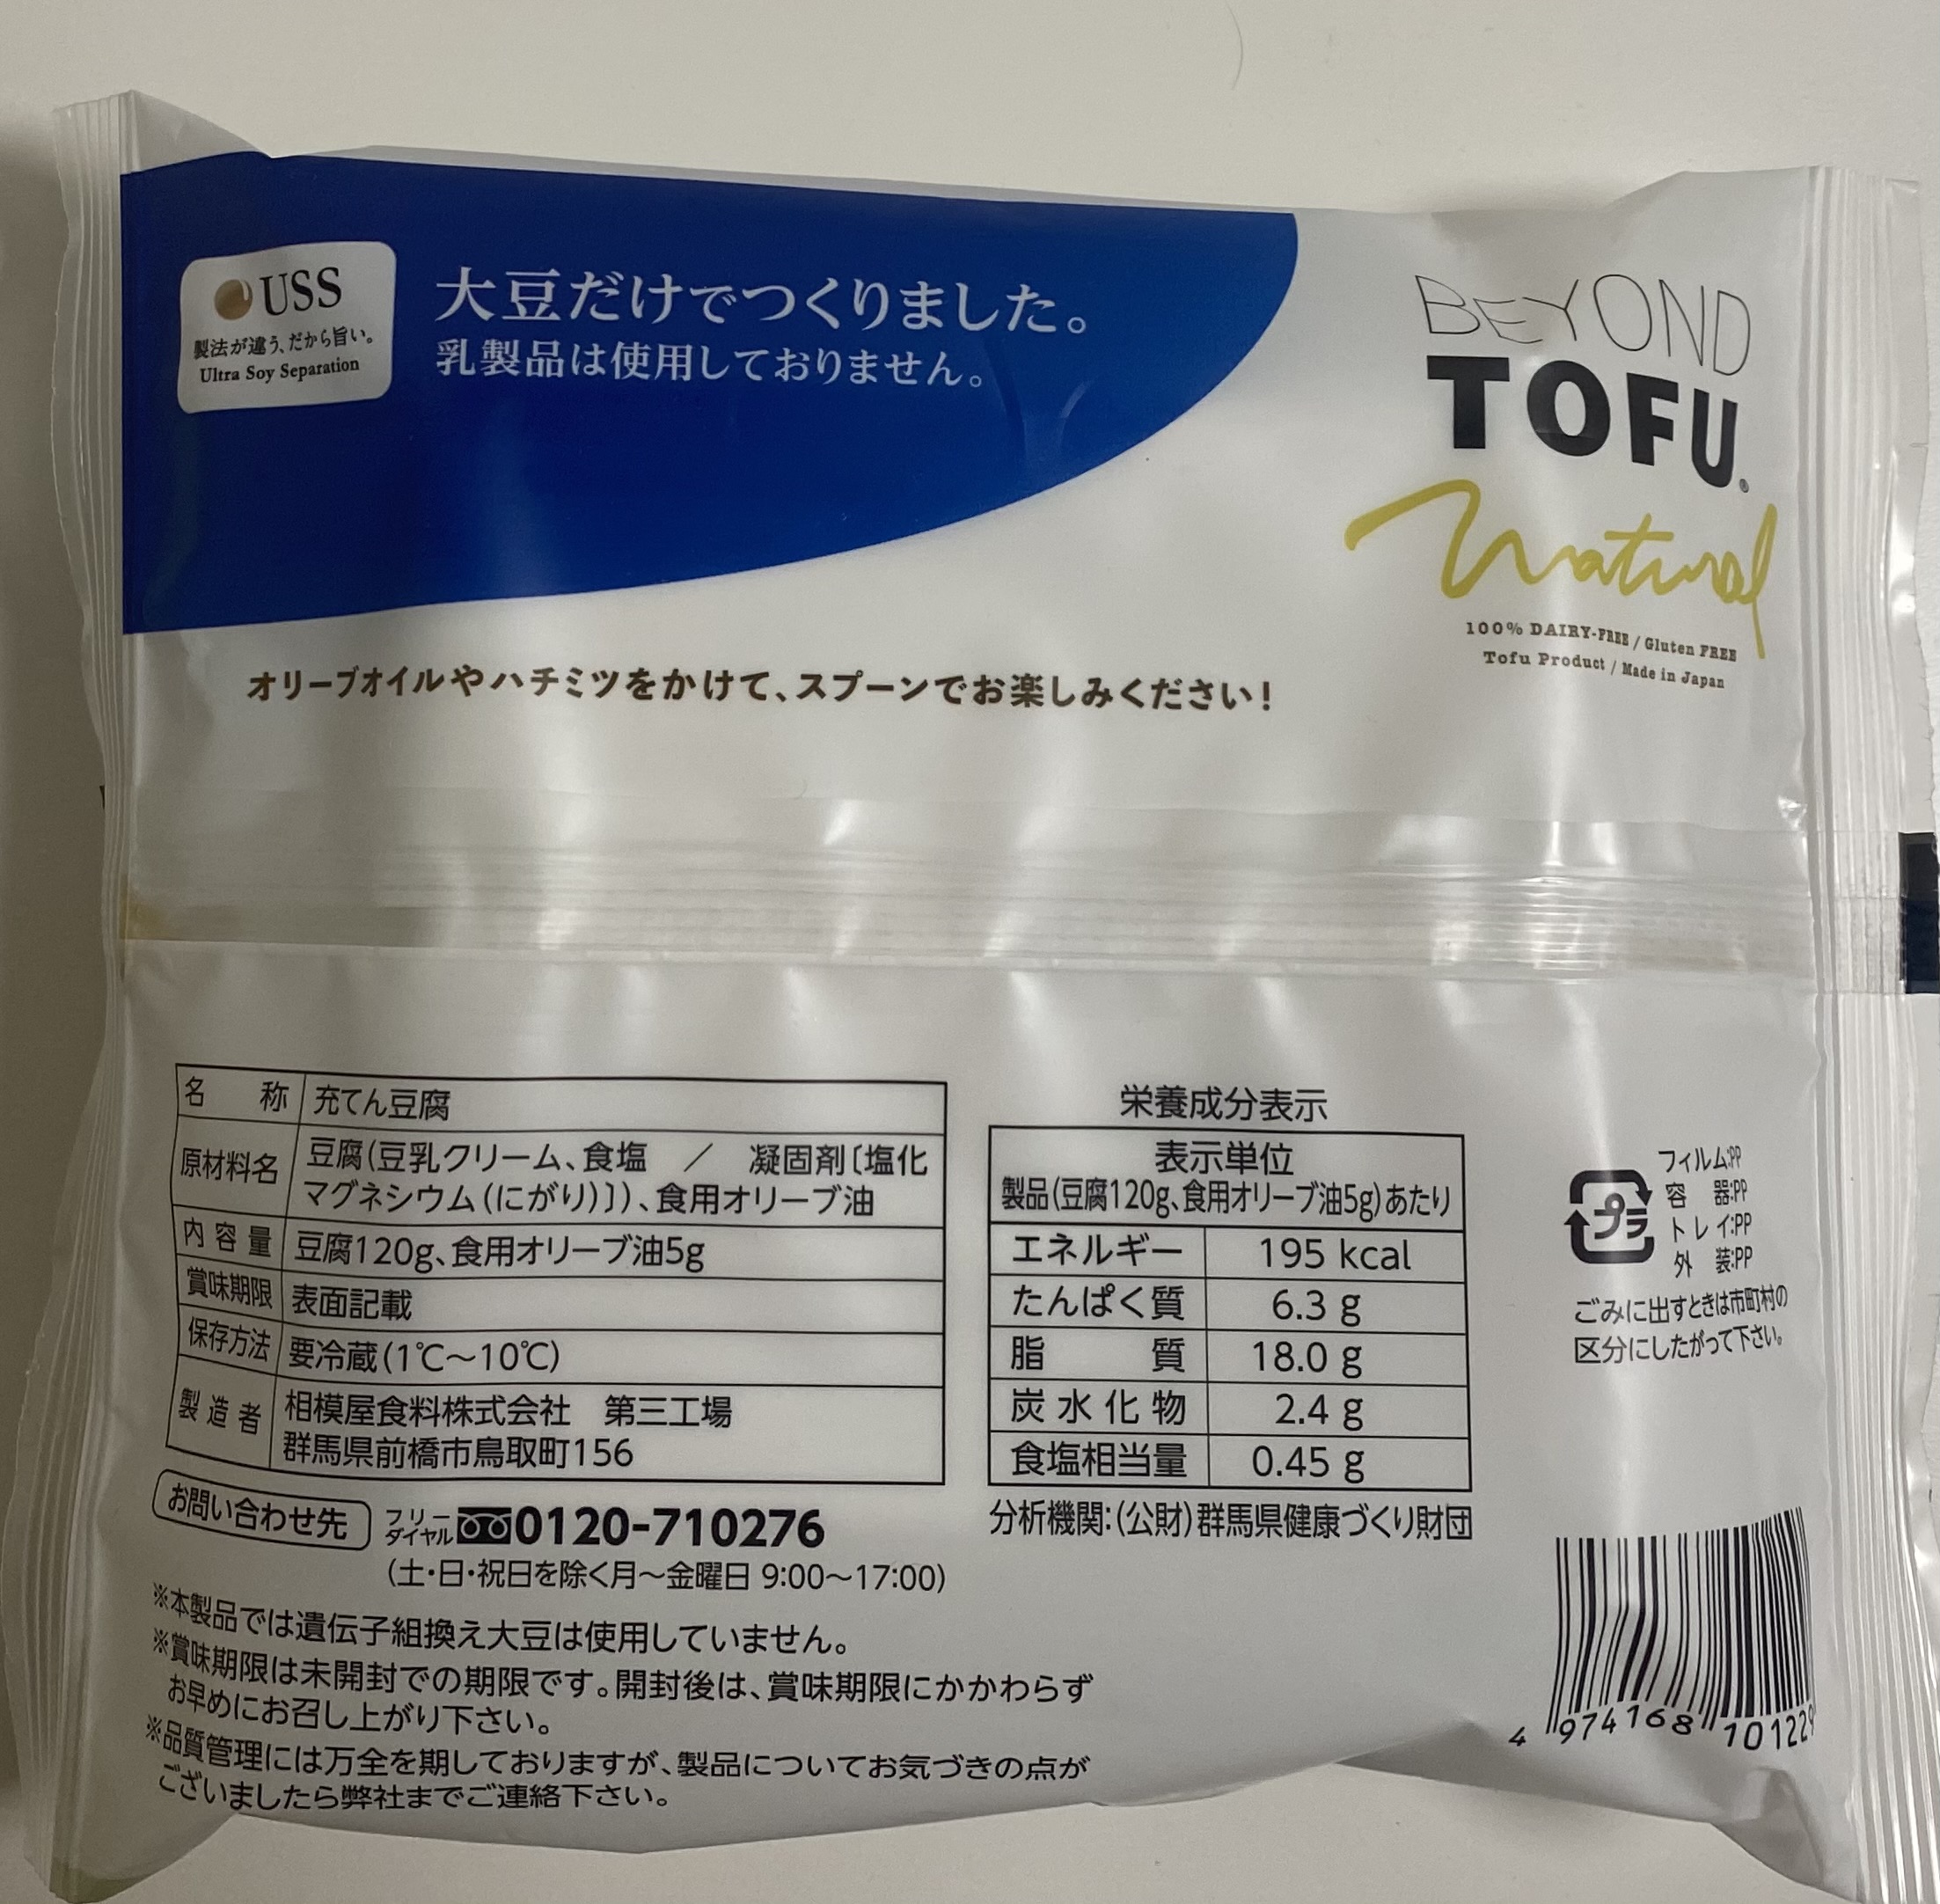 USS
製法が違う、だから旨い。
Ultra Soy Separation
大豆だけでつくりました。
乳製品は使用しておりません。
BEYOND
TOFU®
Natural
100% DAIRY-FREE / Gluten FREE
Tofu Product / Made in Japan
オリーブオイルやハチミツをかけて、スプーンでお楽しみください!
名称 充てん豆腐
原材料名 豆腐(豆乳クリーム、食塩 / 凝固剤〔塩化
マグネシウム(にがり)〕)、食用オリーブ油
内容量 豆腐120g、食用オリーブ油5g
賞味期限 表面記載
保存方法 要冷蔵(1℃~10℃)
製造者 相模屋食料株式会社 第三工場
群馬県前橋市鳥取町156
お問い合わせ先 フリーダイヤル 0120-710276
(土・日・祝日を除く月~金曜日 9:00~17:00)
※本製品では遺伝子組換え大豆は使用していません。
※賞味期限は未開封での期限です。開封後は、賞味期限にかかわらず
お早めにお召し上がり下さい。
※品質管理には万全を期しておりますが、製品についてお気づきの点が
ございましたら弊社までご連絡下さい。
栄養成分表示
表示単位
製品(豆腐120g、食用オリーブ油5g)あたり
エネルギー 195 kcal
たんぱく質 6.3 g
脂質 18.0 g
炭水化物 2.4 g
食塩相当量 0.45 g
分析機関:(公財)群馬県健康づくり財団
プラ
フィルム:PP
容器:PP
トレイ:PP
外装:PP
ごみに出すときは市町村の
区分にしたがって下さい。
4 974168 101229